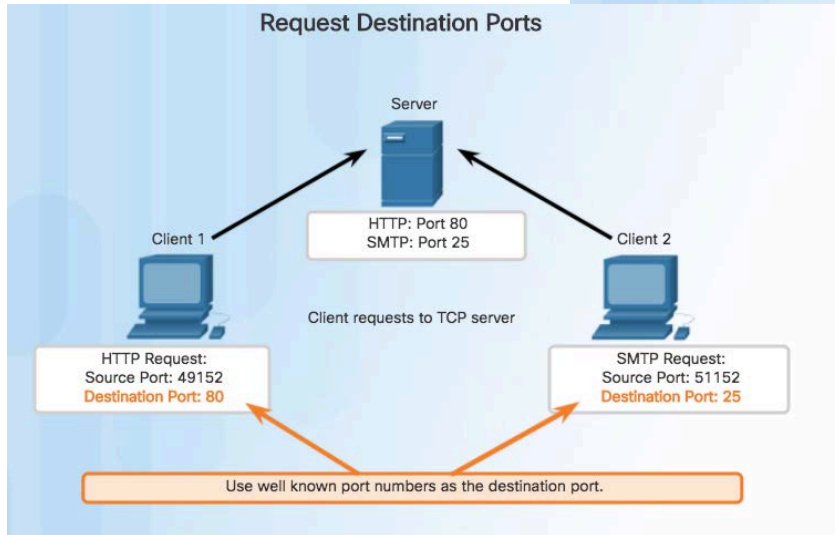 Request Destination Ports
Server
HTTP: Port 80
SMTP: Port 25
Client 1
Client 2
Client requests to TCP server
HTTP Request:
Source Port: 49152
Destination Port: 80
SMTP Request:
Source Port: 51152
Destination Port: 25
Use well known port numbers as the destination port.